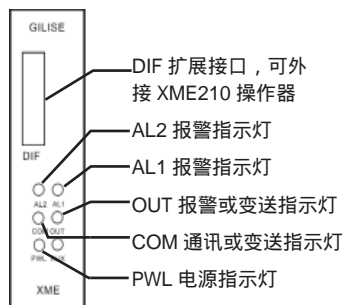 GILISE
DIF 扩展接口，可外
接 XME210 操作器
AL2 报警指示灯
DIF
AL1 报警指示灯
AL2 AL1
OUT 报警或变送指示灯
COM OUT
COM 通讯或变送指示灯
PWL AUX
PWL 电源指示灯
XME